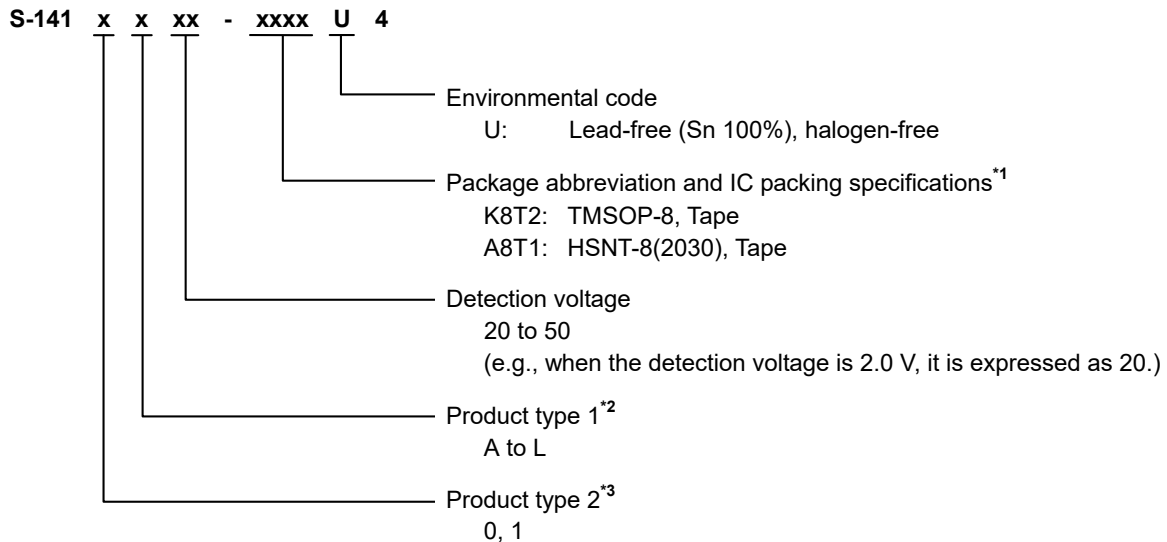 S-141 x x xx - xxxx U 4
Environmental code
U: Lead-free (Sn 100%), halogen-free
Package abbreviation and IC packing specifications*1
K8T2: TMSOP-8, Tape
A8T1: HSNT-8(2030), Tape
Detection voltage
20 to 50
(e.g., when the detection voltage is 2.0 V, it is expressed as 20.)
Product type 1*2
A to L
Product type 2*3
0, 1